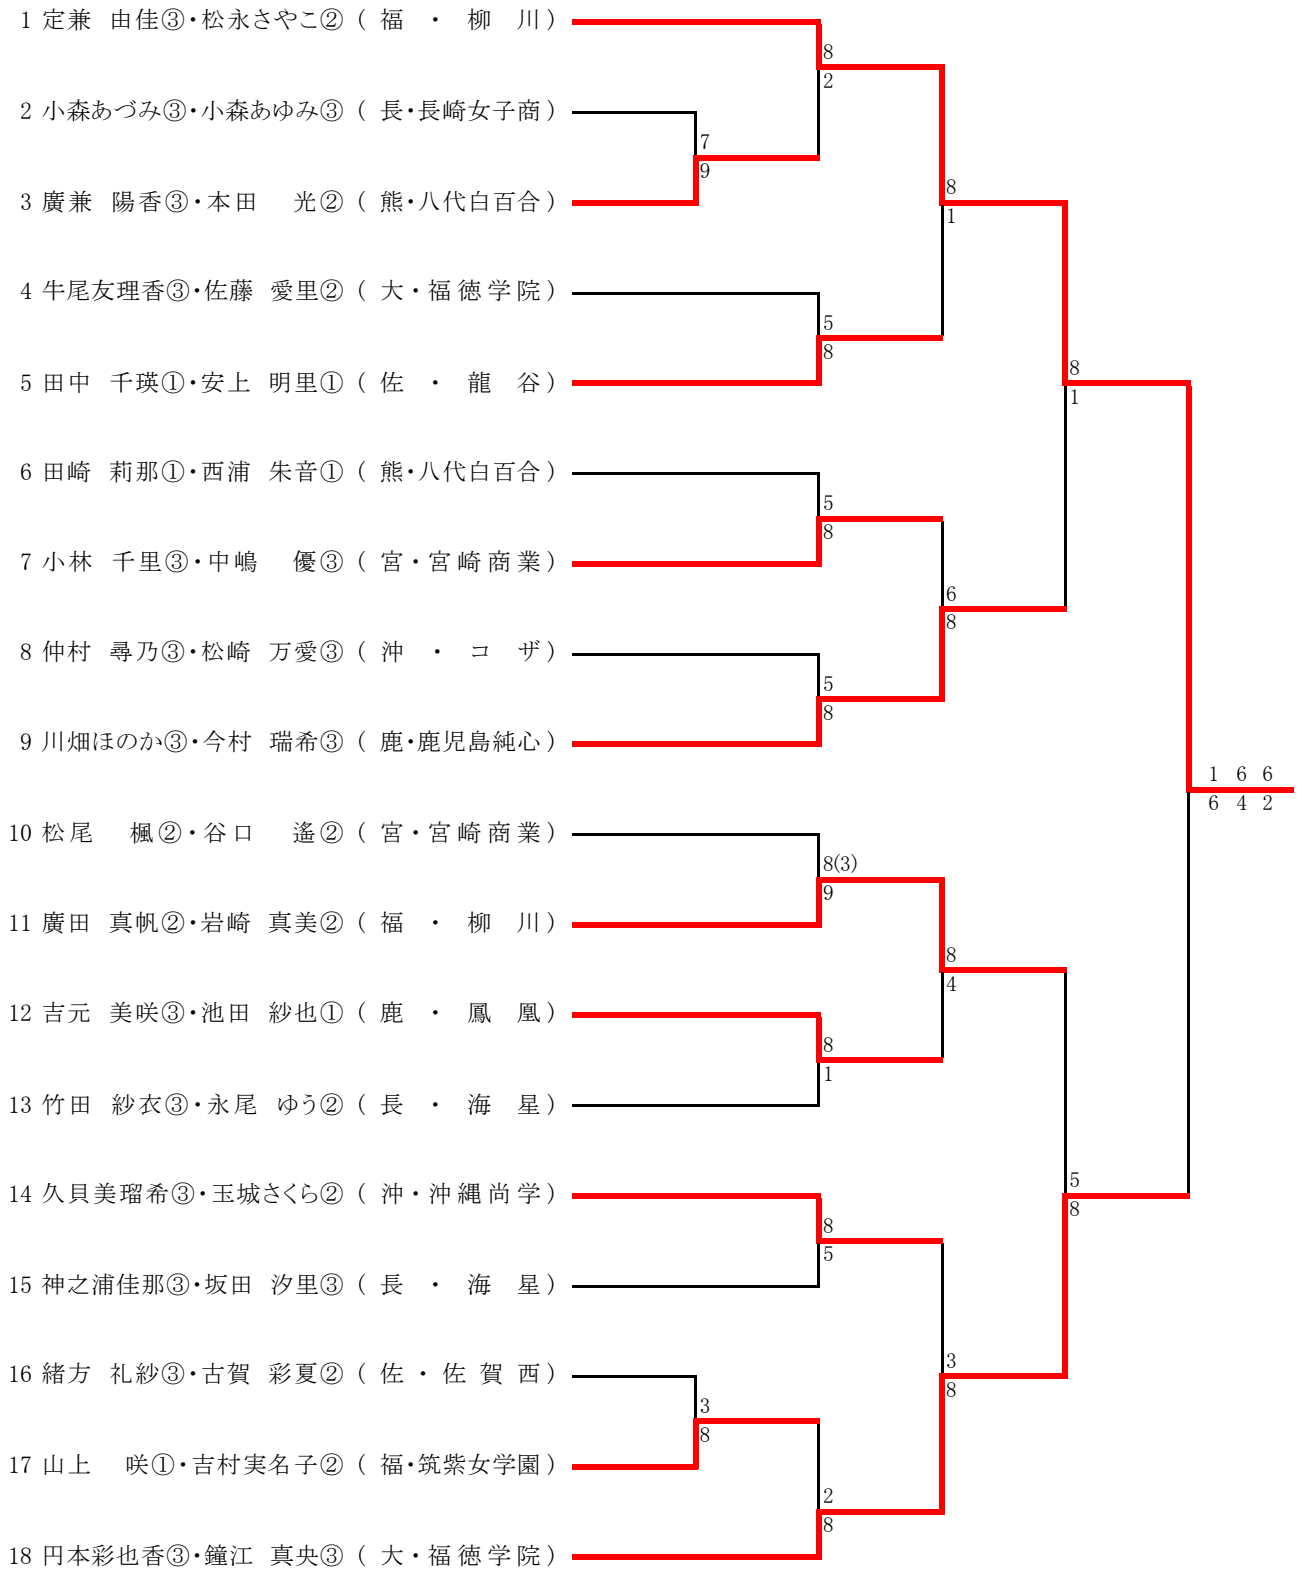 1 定兼 由佳③・松永さやこ② ( 福 ・ 柳 川 )
8
2
2 小森あづみ③・小森あゆみ③ ( 長・長崎女子商 )
7
9
3 廣兼 陽香③・本田 光② ( 熊・八代白百合 )
8
1
4 牛尾友理香③・佐藤 愛里② ( 大・福徳学院 )
5
8
5 田中 千瑛①・安上 明里① ( 佐 ・ 龍 谷 )
8
1
6 田崎 莉那①・西浦 朱音① ( 熊・八代白百合 )
5
8
7 小林 千里③・中嶋 優③ ( 宮・宮崎商業 )
6
8
8 仲村 尋乃③・松崎 万愛③ ( 沖 ・ コ ザ )
5
8
9 川畑ほのか③・今村 瑞希③ ( 鹿・鹿児島純心 )
1 6 6
6 4 2
10 松尾 楓②・谷口 遙② ( 宮・宮崎商業 )
8(3)
9
11 廣田 真帆②・岩崎 真美② ( 福 ・ 柳 川 )
8
4
12 吉元 美咲③・池田 紗也① ( 鹿 ・ 鳳 凰 )
8
1
13 竹田 紗衣③・永尾 ゆう② ( 長 ・ 海 星 )
5
8
14 久貝美瑠希③・玉城さくら② ( 沖・沖縄尚学 )
8
5
15 神之浦佳那③・坂田 汐里③ ( 長 ・ 海 星 )
3
8
16 緒方 礼紗③・古賀 彩夏② ( 佐・佐賀西 )
3
8
17 山上 咲①・吉村実名子② ( 福・筑紫女学園 )
2
8
18 円本彩也香③・鐘江 真央③ ( 大・福徳学院 )